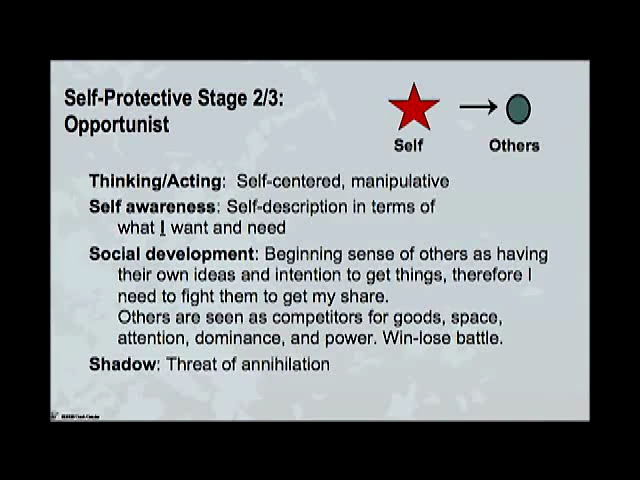 Self-Protective Stage 2/3:
Opportunist
Self
Others
Thinking/Acting: Self-centered, manipulative
Self awareness: Self-description in terms of
what I want and need
Social development: Beginning sense of others as having
their own ideas and intention to get things, therefore I
need to fight them to get my share.
Others are seen as competitors for goods, space,
attention, dominance, and power. Win-lose battle.
Shadow: Threat of annihilation